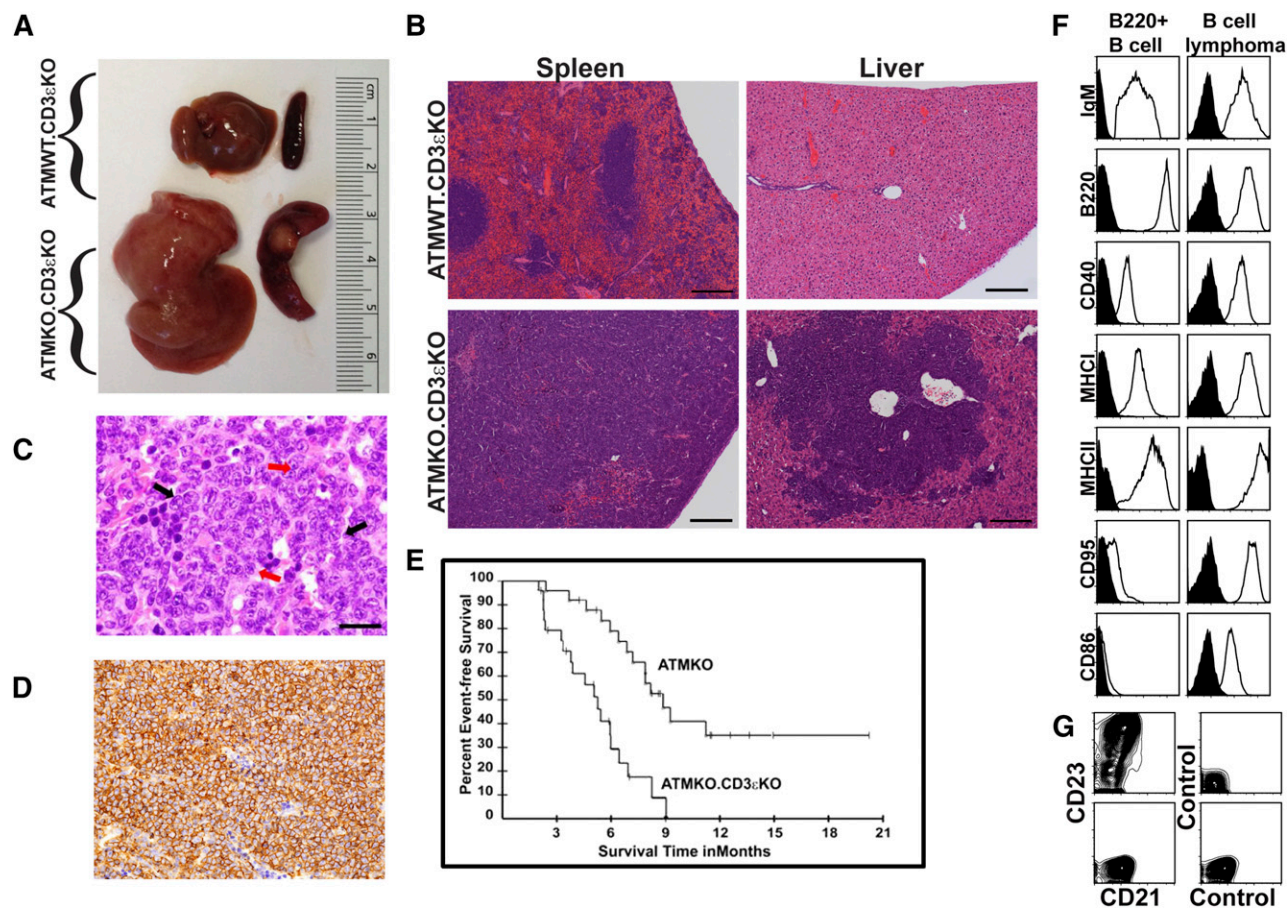 A
ATMWT.CD3εKO
ATMKO.CD3εKO
cm
1
2
3
4
5
6
B
Spleen
Liver
ATMWT.CD3εKO
ATMKO.CD3εKO
C
D
E
Percent Event-free Survival
100
90
80
70
60
50
40
30
20
10
0
ATMKO
ATMKO.CD3εKO
3
6
9
12
15
18
21
Survival Time inMonths
F
B220+
B cell
B cell
lymphoma
IgM
B220
CD40
MHCI
MHCII
CD95
CD86
G
CD23
Control
CD21
Control